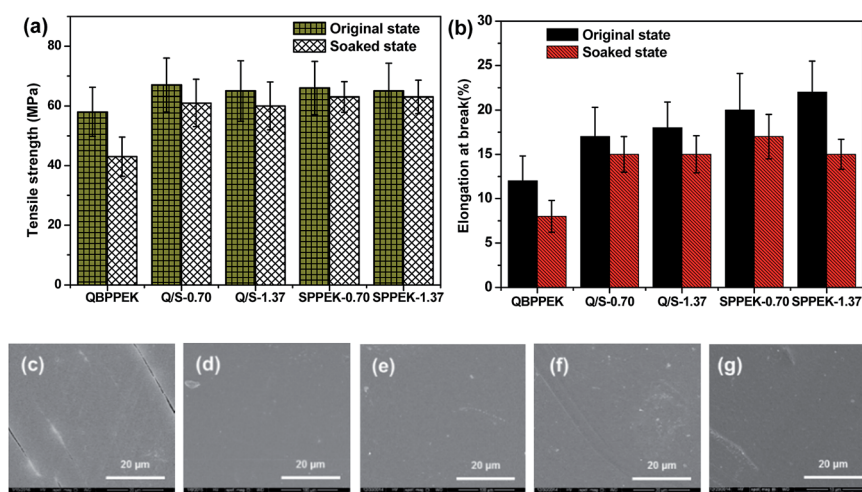 (a)
Original state
Soaked state
Tensile strength (MPa)
80
60
40
20
0
QBPPEK Q/S-0.70 Q/S-1.37 SPPEK-0.70 SPPEK-1.37
(b)
Original state
Soaked state
Elongation at break(%)
30
25
20
15
10
5
0
QBPPEK Q/S-0.70 Q/S-1.37 SPPEK-0.70 SPPEK-1.37
(c)
20 µm
(d)
20 µm
(e)
20 µm
(f)
20 µm
(g)
20 µm